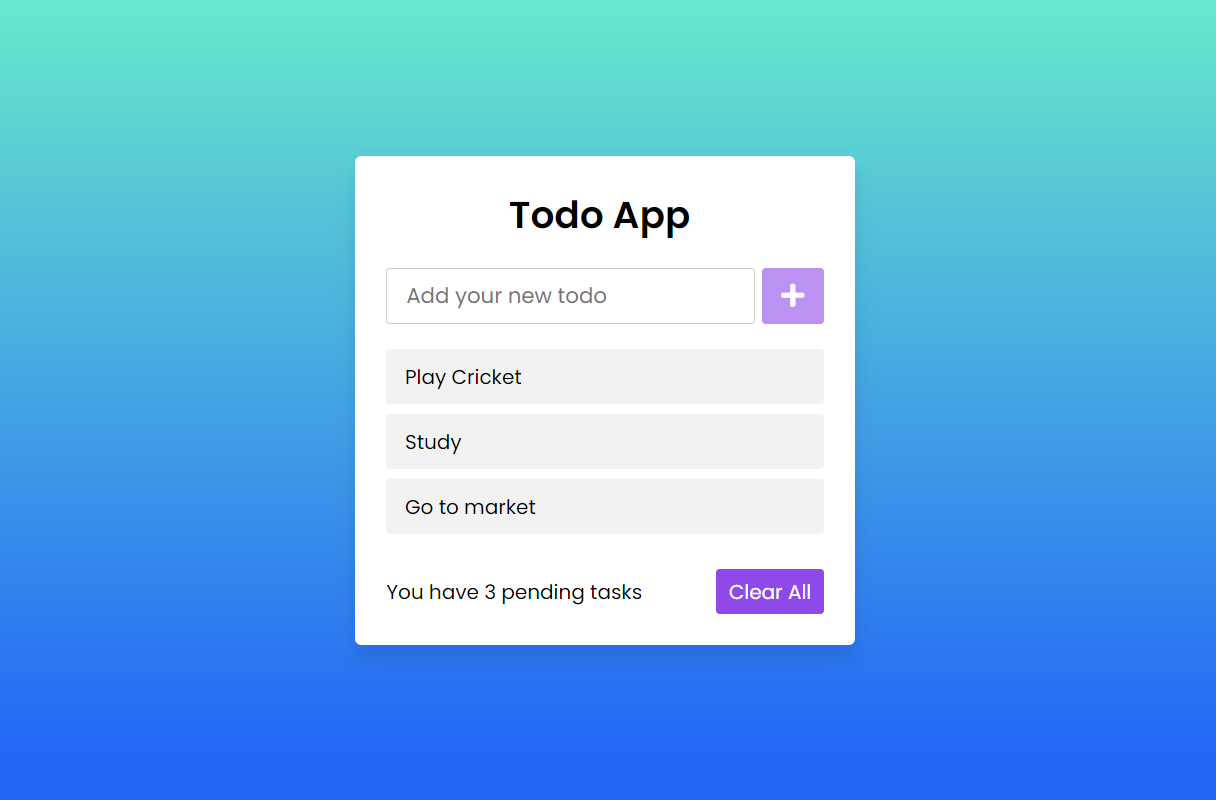 Todo App
Add your new todo
Play Cricket
Study
Go to market
You have 3 pending tasks
Clear All